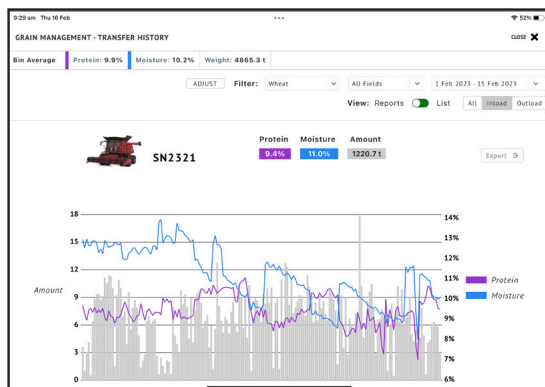 9:29 am Thu 16 Feb
52%
GRAIN MANAGEMENT - TRANSFER HISTORY
CLOSE
Bin Average Protein: 9.9% Moisture: 10.2% Weight: 4865.3 t
ADJUST Filter: Wheat All Fields 1 Feb 2023 - 15 Feb 2023
View: Reports List All Inload Outload
Protein Moisture Amount
SN2321 9.4% 11.0% 1220.7 t Export
18 14%
13%
15
12%
12
11%
Amount 9 10%
9%
6
8%
3
7%
0 6%
Protein
Moisture